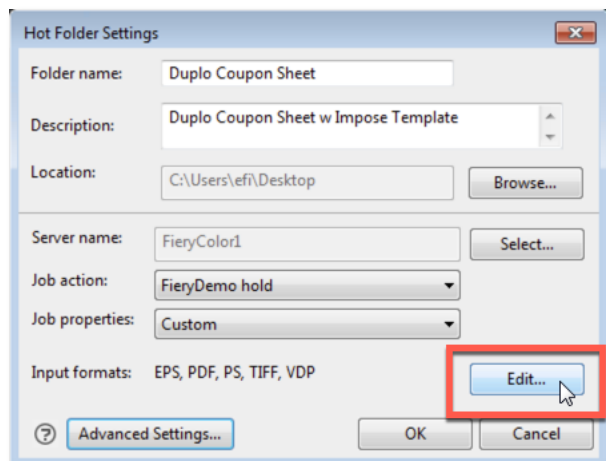 Hot Folder Settings
Folder name: Duplo Coupon Sheet
Description: Duplo Coupon Sheet w Impose Template
Location: C:\Users\efi\Desktop Browse...
Server name: FieryColor1 Select...
Job action: FieryDemo hold
Job properties: Custom
Input formats: EPS, PDF, PS, TIFF, VDP Edit...
? Advanced Settings... OK Cancel